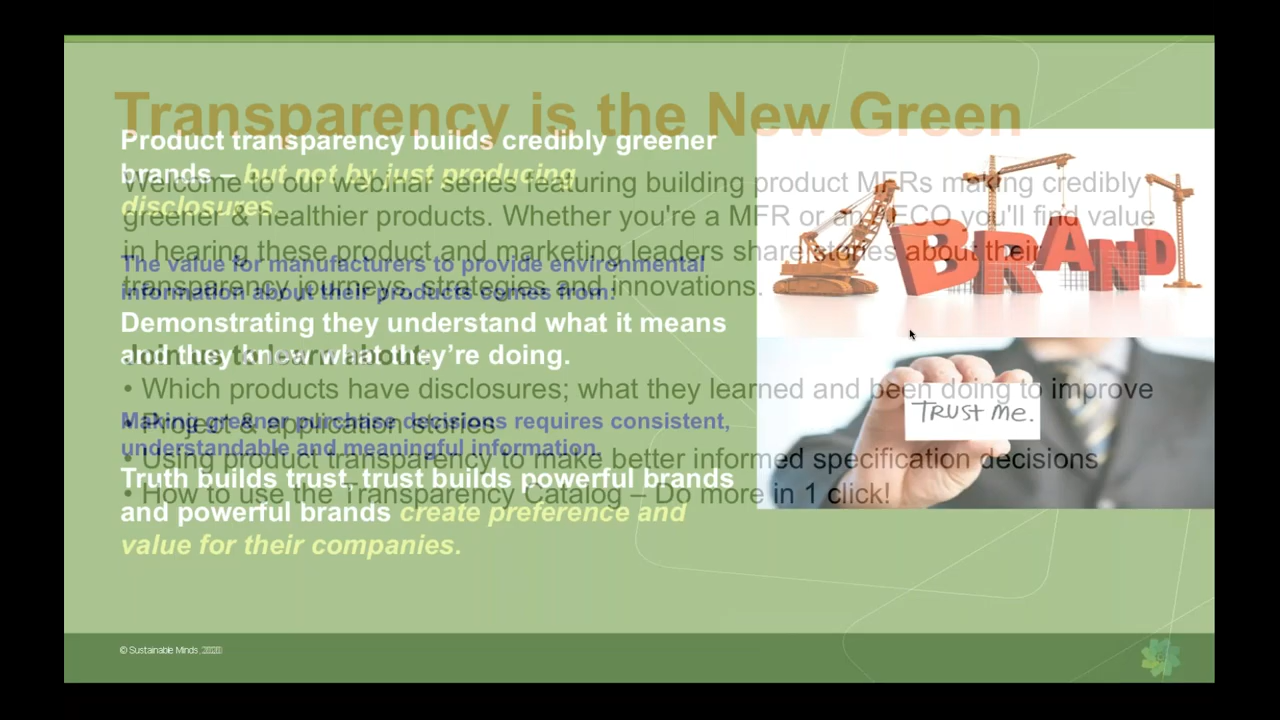 Transparency is the New Green
Welcome to our webinar series featuring building product MFRs making credibly
greener & healthier products. Whether you're a MFR or an AECO you'll find value
in hearing these product and marketing leaders share stories about their
transparency journeys, strategies and innovations.
Join us to learn about:
• Which products have disclosures; what they learned and been doing to improve
• Project & application stories
• Using product transparency to make better informed specification decisions
• How to use the Transparency Catalog – Do more in 1 click!
Product transparency builds credibly greener
brands – but not by just producing
disclosures.
The value for manufacturers to provide environmental
information about their products comes from:
Demonstrating they understand what it means
and they know what they’re doing.
Making greener purchase decisions requires consistent,
understandable and meaningful information.
Truth builds trust, trust builds powerful brands
and powerful brands create preference and
value for their companies.
BRAND
TRUST ME.
© Sustainable Minds